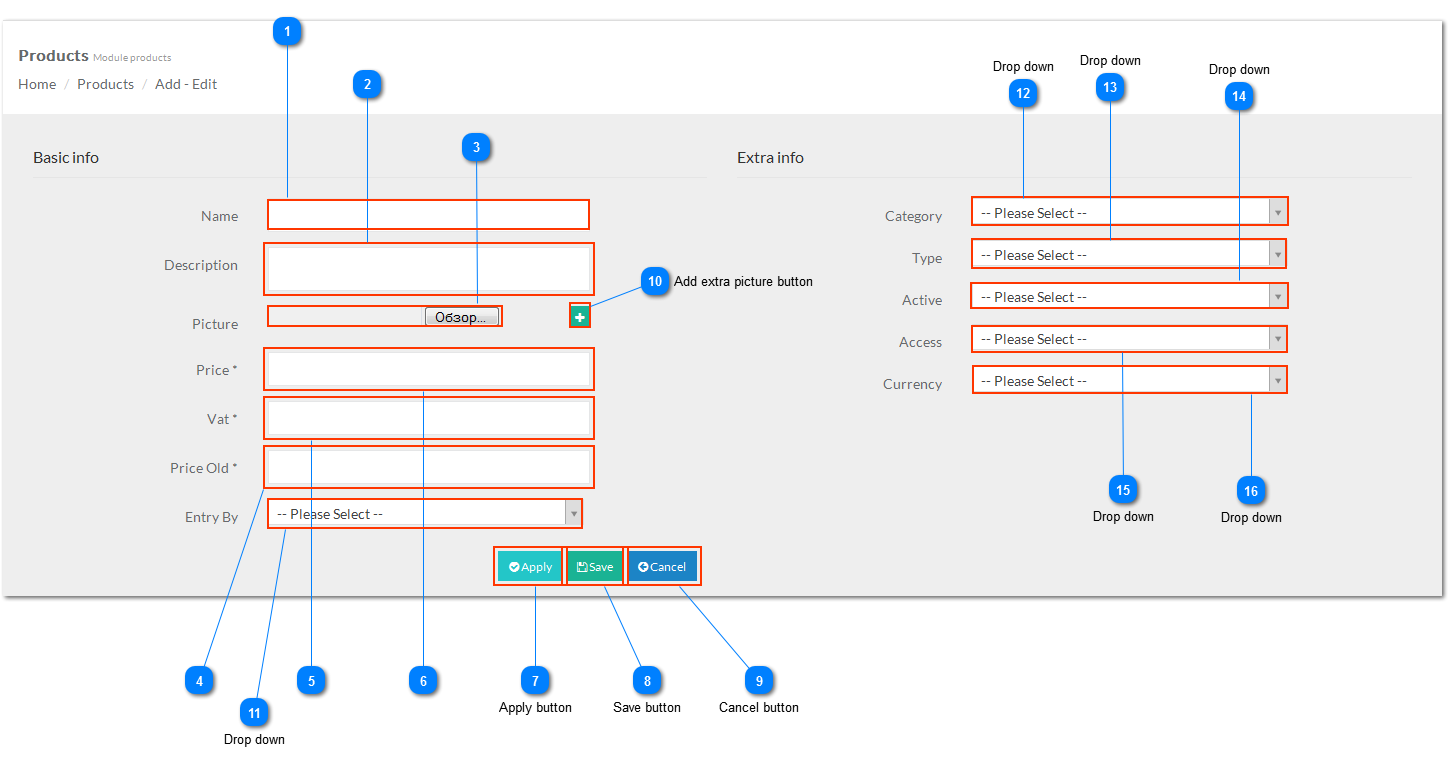 1
Products Module products
Home / Products / Add - Edit
2
3
Drop down
12
Drop down
13
Drop down
14
Basic info
Extra info
Name
Description
Picture
Обзор...
10 Add extra picture button
Price *
Vat *
Price Old *
Entry By
-- Please Select --
Category
-- Please Select --
Type
-- Please Select --
Active
-- Please Select --
Access
-- Please Select --
Currency
-- Please Select --
15
Drop down
16
Drop down
Apply
Save
Cancel
4
5
6
7
Apply button
8
Save button
9
Cancel button
11
Drop down